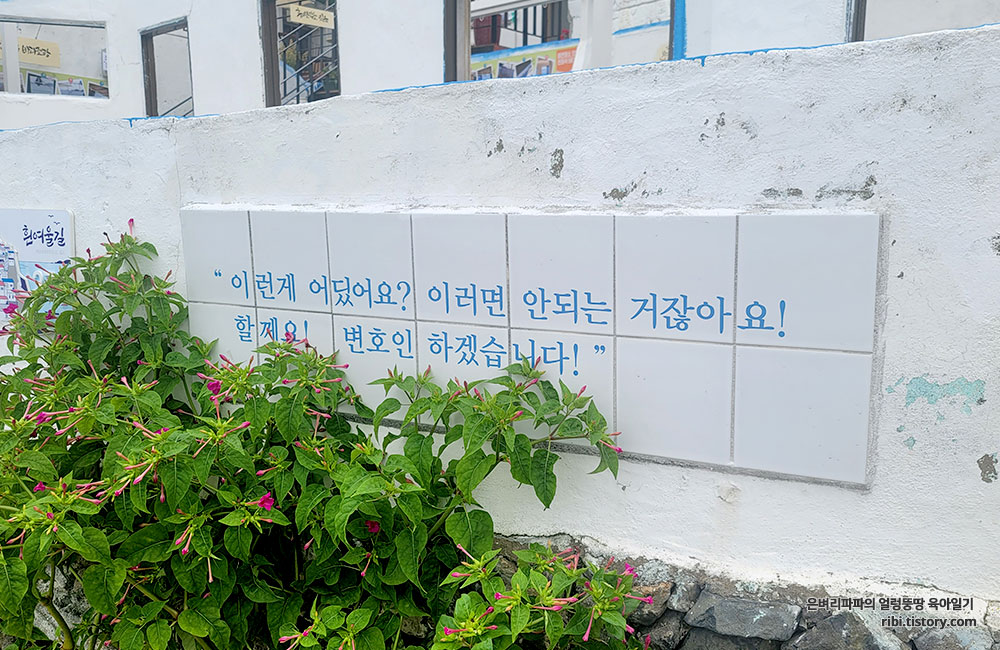 흰여울길
“ 이런게 어딨어요? 이러면 안되는 거잖아요!
할께요! 변호인 하겠습니다! ”
은벼리파파의 얼렁뚱땅 육아일기
ribi.tistory.com